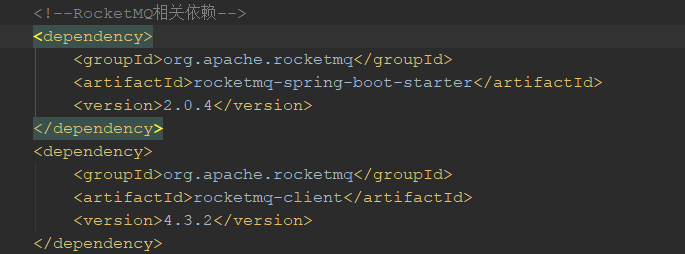 <!--RocketMQ相关依赖-->
<dependency>
<groupId>org.apache.rocketmq</groupId>
<artifactId>rocketmq-spring-boot-starter</artifactId>
<version>2.0.4</version>
</dependency>
<dependency>
<groupId>org.apache.rocketmq</groupId>
<artifactId>rocketmq-client</artifactId>
<version>4.3.2</version>
</dependency>